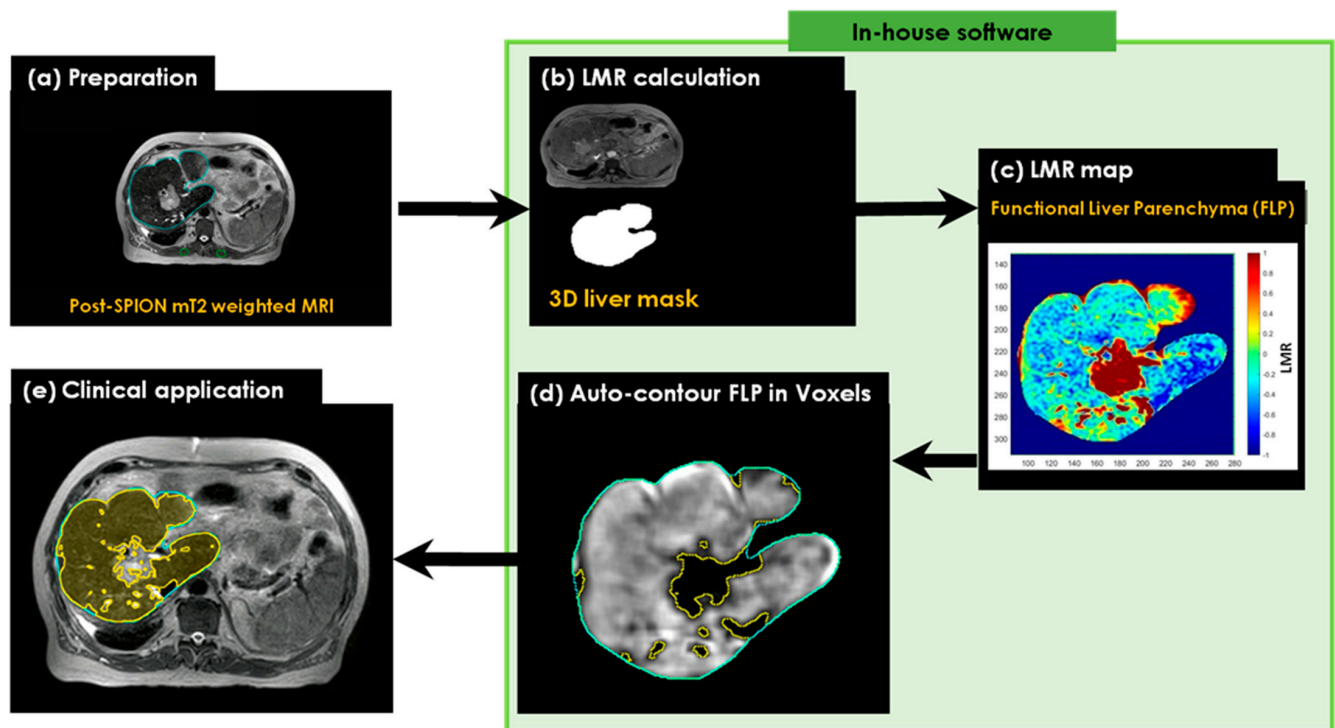 In-house software
(a) Preparation
Post-SPION mT2 weighted MRI
(b) LMR calculation
3D liver mask
(c) LMR map
Functional Liver Parenchyma (FLP)
140
160
180
200
220
240
260
280
300
100 120 140 160 180 200 220 240 260 280
1
0.8
0.6
0.4
0.2
0
-0.2
-0.4
-0.6
-0.8
-1
LMR
(d) Auto-contour FLP in Voxels
(e) Clinical application